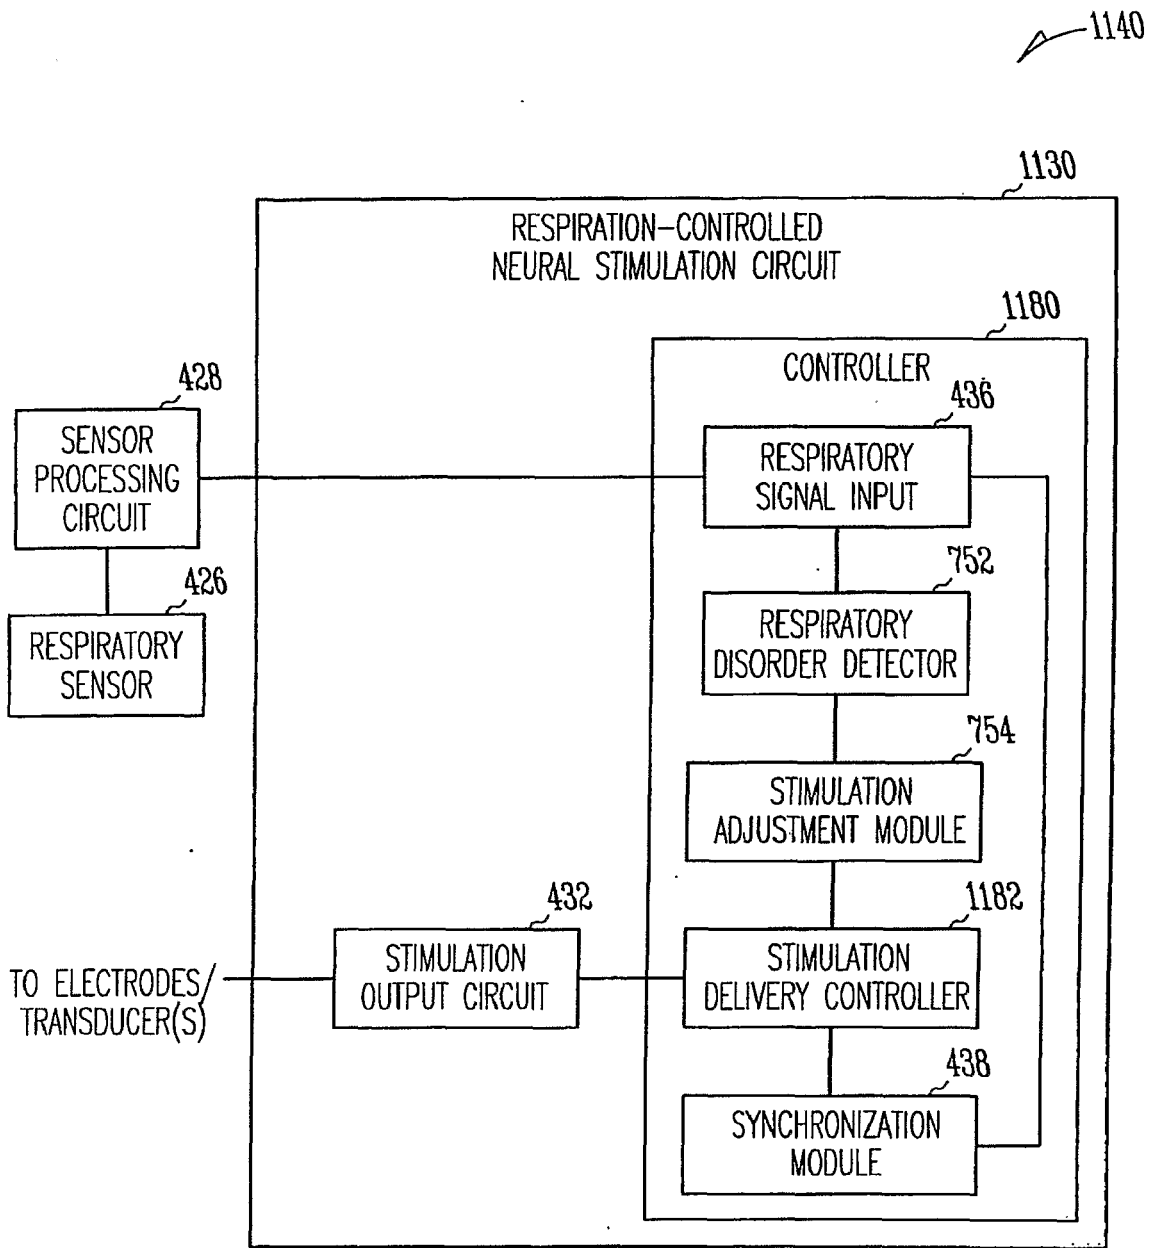 1140
1130
RESPIRATION-CONTROLLED
NEURAL STIMULATION CIRCUIT
1180
CONTROLLER
428
SENSOR
PROCESSING
CIRCUIT
436
RESPIRATORY
SIGNAL INPUT
426
RESPIRATORY
SENSOR
752
RESPIRATORY
DISORDER DETECTOR
754
STIMULATION
ADJUSTMENT MODULE
TO ELECTRODES/
TRANSDUCER(S)
432
STIMULATION
OUTPUT CIRCUIT
1182
STIMULATION
DELIVERY CONTROLLER
438
SYNCHRONIZATION
MODULE